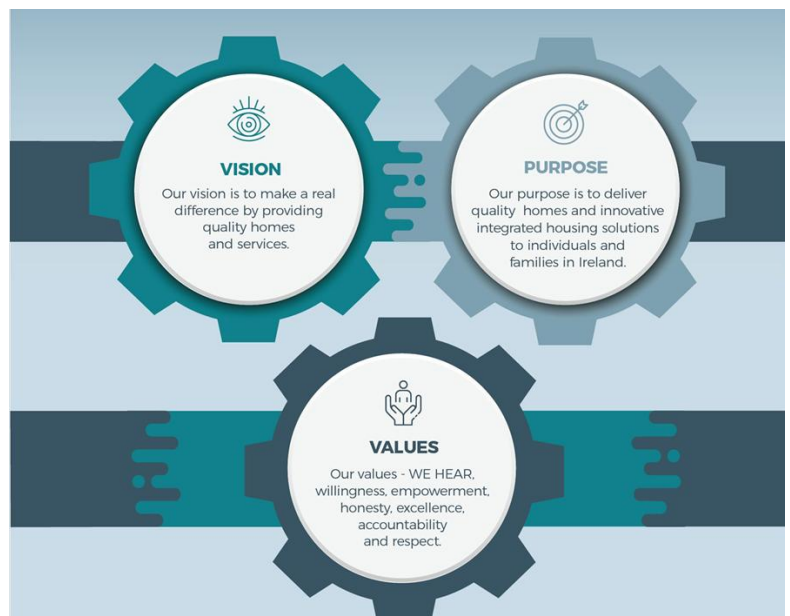 VISION
Our vision is to make a real
difference by providing
quality homes
and services.
PURPOSE
Our purpose is to deliver
quality homes and innovative
integrated housing solutions
to individuals and
families in Ireland.
VALUES
Our values - WE HEAR,
willingness, empowerment,
honesty, excellence,
accountability
and respect.